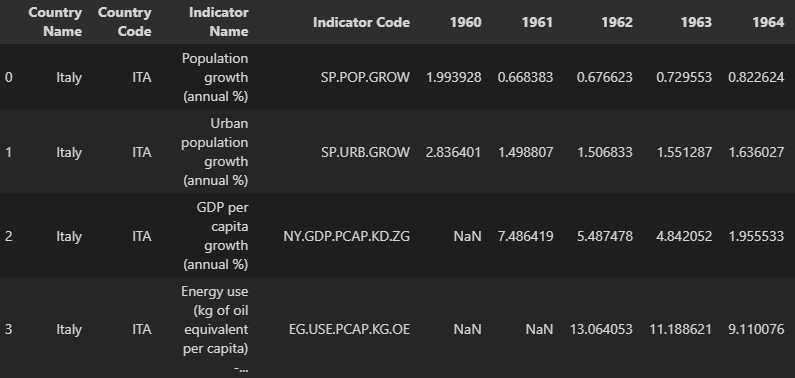 Country Name Country Code Indicator Name Indicator Code 1960 1961 1962 1963 1964
0 Italy ITA Population growth (annual %) SP.POP.GROW 1.993928 0.668383 0.676623 0.729553 0.822624
1 Italy ITA Urban population growth (annual %) SP.URB.GROW 2.836401 1.498807 1.506833 1.551287 1.636027
2 Italy ITA GDP per capita growth (annual %) NY.GDP.PCAP.KD.ZG NaN 7.486419 5.487478 4.842052 1.955533
3 Italy ITA Energy use (kg of oil equivalent per capita) -... EG.USE.PCAP.KG.OE NaN NaN 13.064053 11.188621 9.110076